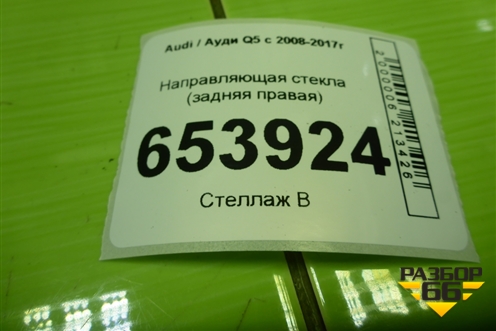 Audi / Ауди Q5 с 2008-2017г
Направляющая стекла
(задняя правая)
653924
Стеллаж В
2000006213426
РАЗБОР
66